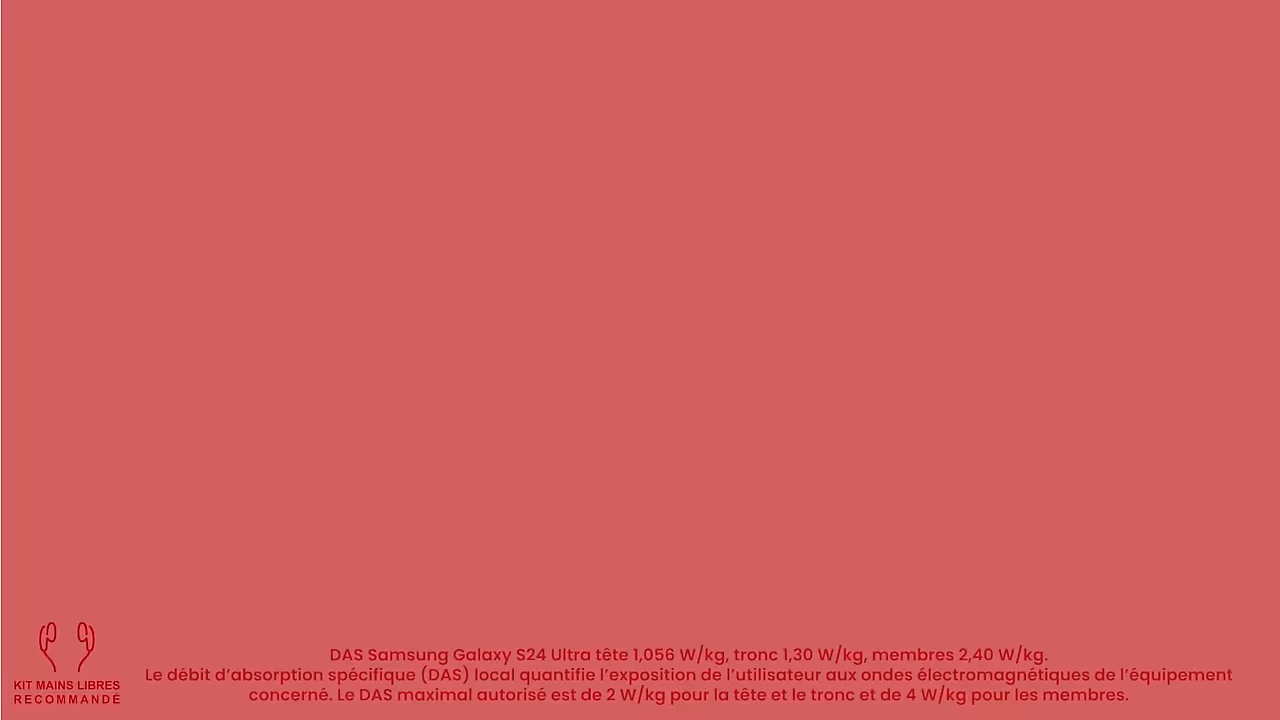 DAS Samsung Galaxy S24 Ultra tête 1,056 W/kg, tronc 1,30 W/kg, membres 2,40 W/kg.
Le débit d’absorption spécifique (DAS) local quantifie l’exposition de l’utilisateur aux ondes électromagnétiques de l’équipement
concerné. Le DAS maximal autorisé est de 2 W/kg pour la tête et le tronc et de 4 W/kg pour les membres.
KIT MAINS LIBRES
RECOMMANDÉ